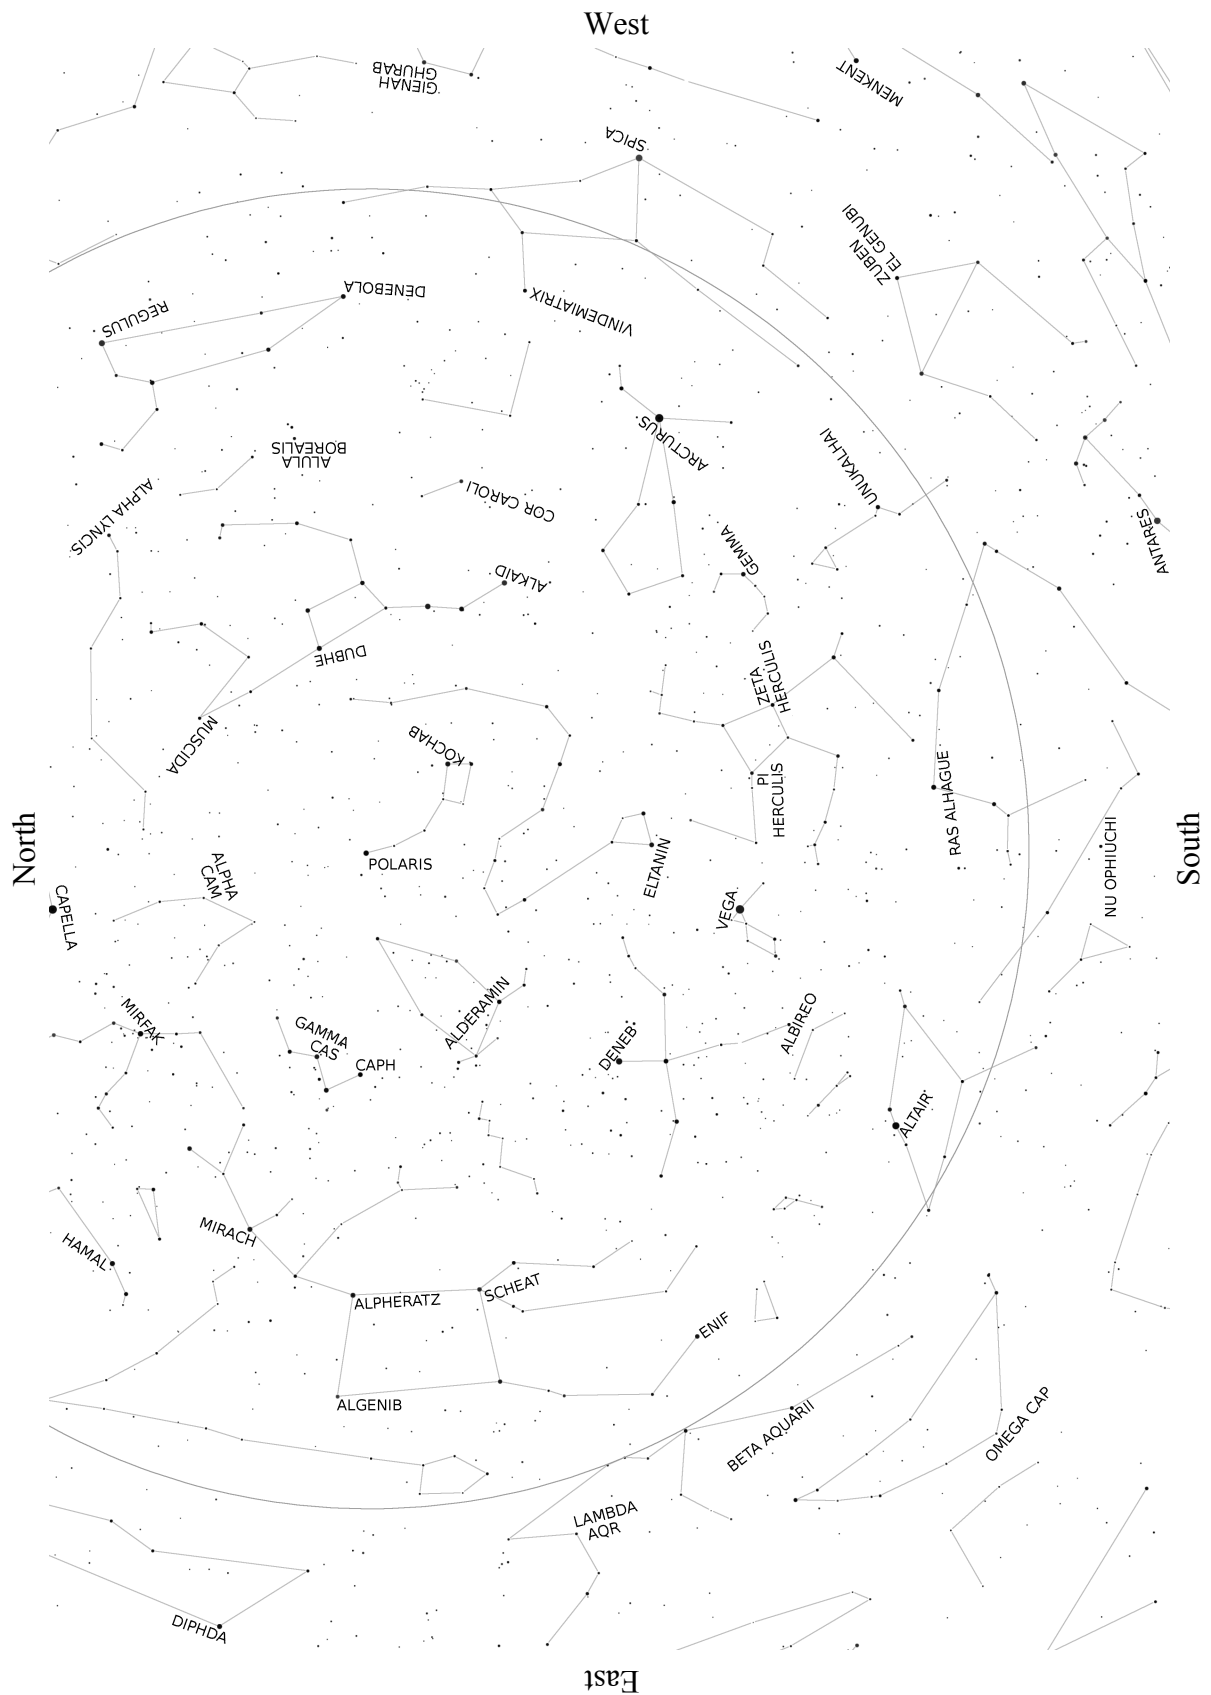 West
GIENAH
GHURAB
MENKENT
SPICA
ZUBEN
EL GENUBI
DENEBOLA
REGULUS
VINDEMIATRIX
ARCTURUS
ALULA
BOREALIS
UNUKALHAI
ALPHA LYNCIS
COR CAROLI
GEMMA
ANTARES
ALKAID
DUBHE
ZETA
HERCULIS
MUSCIDA
KOCHAB
PI
HERCULIS
RAS ALHAGUE
North
POLARIS
ELTANIN
NU OPHIUCHI
South
ALPHA
CAM
CAPELLA
VEGA
MIRFAK
GAMMA
CAS
CAPH
ALDERAMIN
DENEB
ALBIREO
ALTAIR
MIRACH
HAMAL
ALPHERATZ
SCHEAT
ENIF
ALGENIB
BETA AQUARII
OMEGA CAP
LAMBDA
AQR
DIPHDA
East